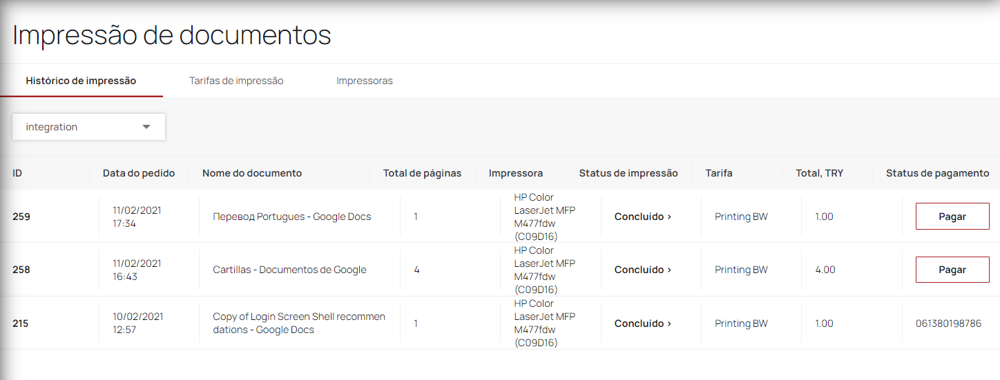 Impressão de documentos
Histórico de impressão Tarifas de impressão Impressoras
integration
ID Data do pedido Nome do documento Total de páginas Impressora Status de impressão Tarifa Total, TRY Status de pagamento
259
11/02/2021
17:34
Перевод Portugues - Google Docs
1
HP Color
LaserJet MFP
M477fdw
(C09D16)
Concluido ›
Printing BW
1.00
Pagar
258
11/02/2021
16:43
Cartillas - Documentos de Google
4
HP Color
LaserJet MFP
M477fdw
(C09D16)
Concluido ›
Printing BW
4.00
Pagar
215
10/02/2021
12:57
Copy of Login Screen Shell recommen
dations - Google Docs
1
HP Color
LaserJet MFP
M477fdw
(C09D16)
Concluido ›
Printing BW
1.00
061380198786